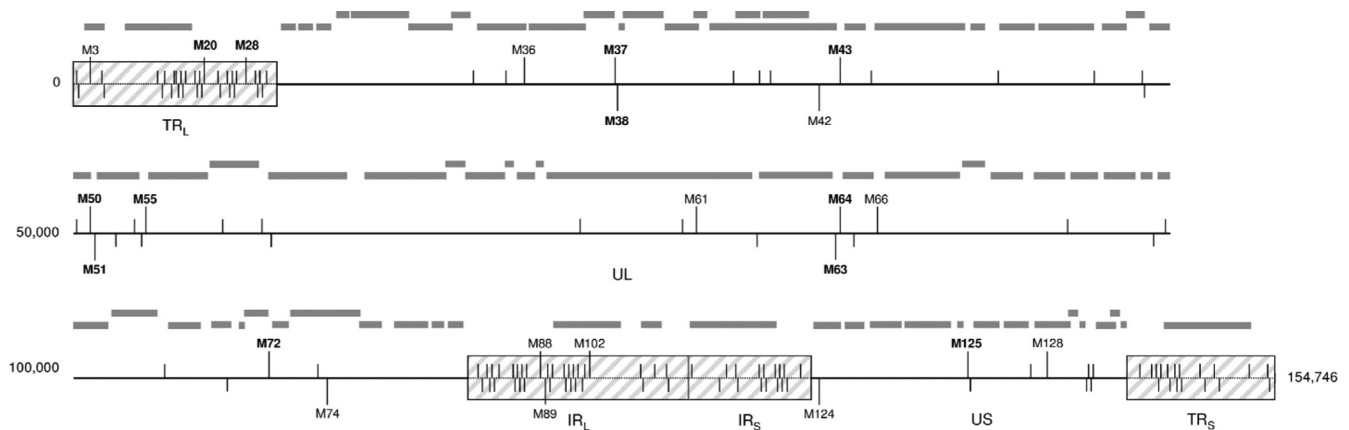 M3 M20 M28 M36 M37 M43
0
M38 M42
TRL
M50 M55 M61 M64 M66
50,000
M51 M63
UL
M72 M88 M102 M125 M128
100,000 154,746
M74 M89 M124
IRL IRS US TRS